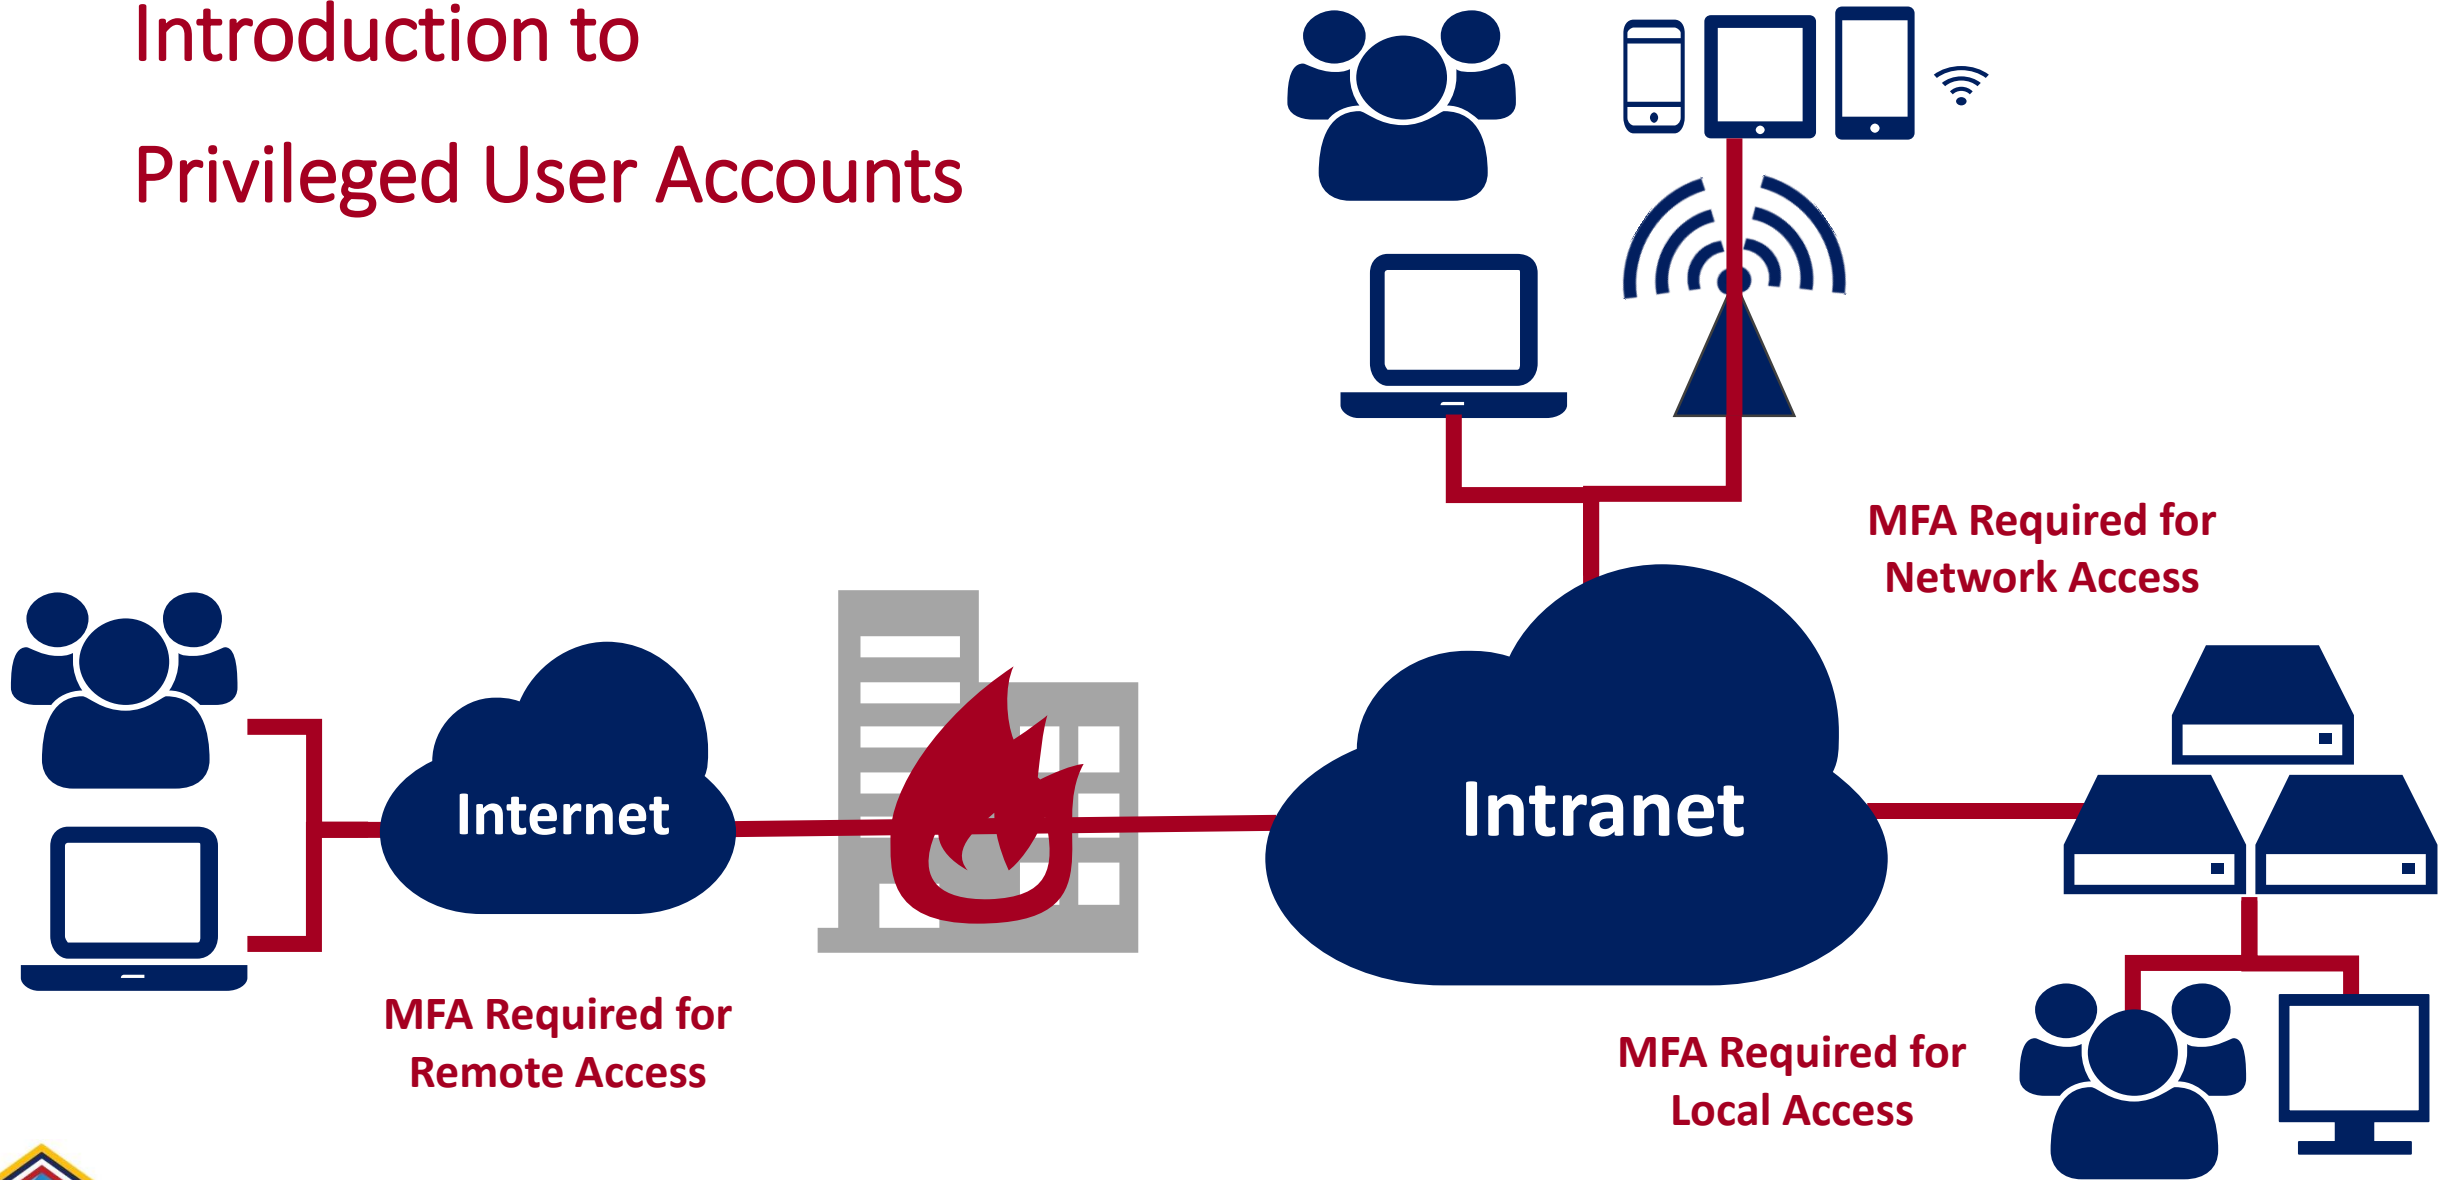 Introduction to
Privileged User Accounts
MFA Required for
Network Access
Internet
Intranet
MFA Required for
Remote Access
MFA Required for
Local Access